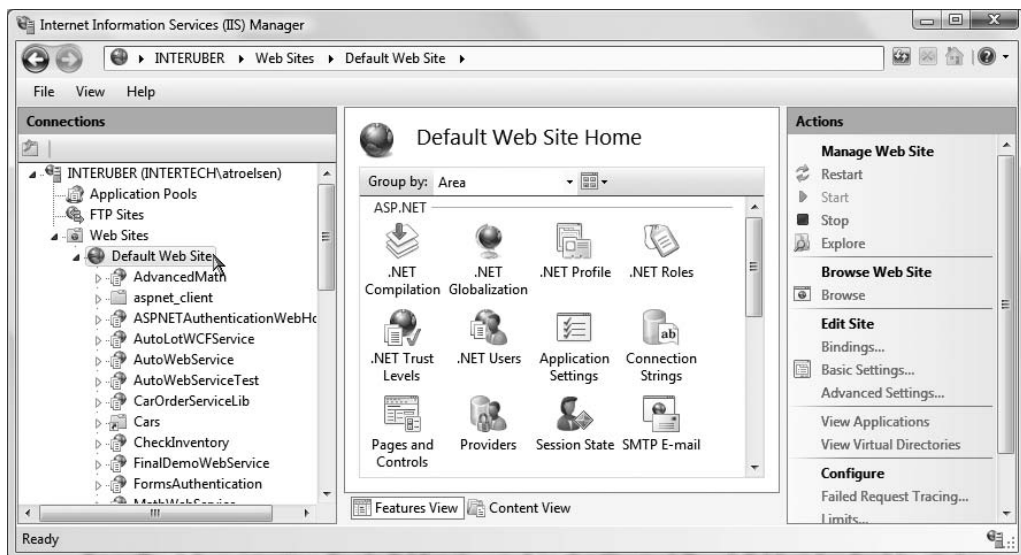 Internet Information Services (IIS) Manager
INTERUBER Web Sites Default Web Site
File View Help
Connections
INTERUBER (INTERTECH\atroelsen)
Application Pools
FTP Sites
Web Sites
Default Web Site
AdvancedMath
aspnet_client
ASPNETAuthenticationWebHo
AutoLotWCFService
AutoWebService
AutoWebServiceTest
CarOrderServiceLib
Cars
CheckInventory
FinalDemoWebService
FormsAuthentication
MathWebService
Default Web Site Home
Group by: Area
ASP.NET
.NET Compilation
.NET Globalization
.NET Profile
.NET Roles
.NET Trust Levels
.NET Users
Application Settings
Connection Strings
ab
Pages and Controls
Providers
Session State
SMTP E-mail
Features View
Content View
Actions
Manage Web Site
Restart
Start
Stop
Explore
Browse Web Site
Browse
Edit Site
Bindings...
Basic Settings...
Advanced Settings...
View Applications
View Virtual Directories
Configure
Failed Request Tracing...
Limits...
Ready